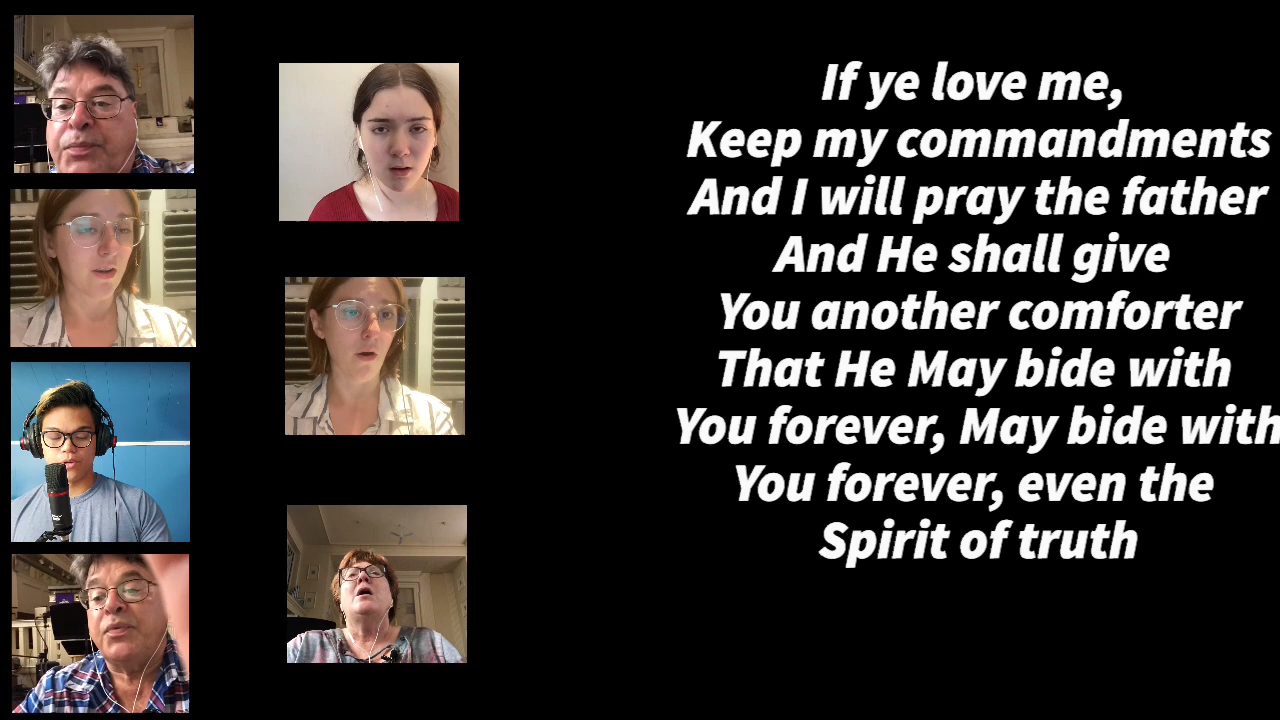 If ye love me,
Keep my commandments
And I will pray the father
And He shall give
You another comforter
That He May bide with
You forever, May bide with
You forever, even the
Spirit of truth